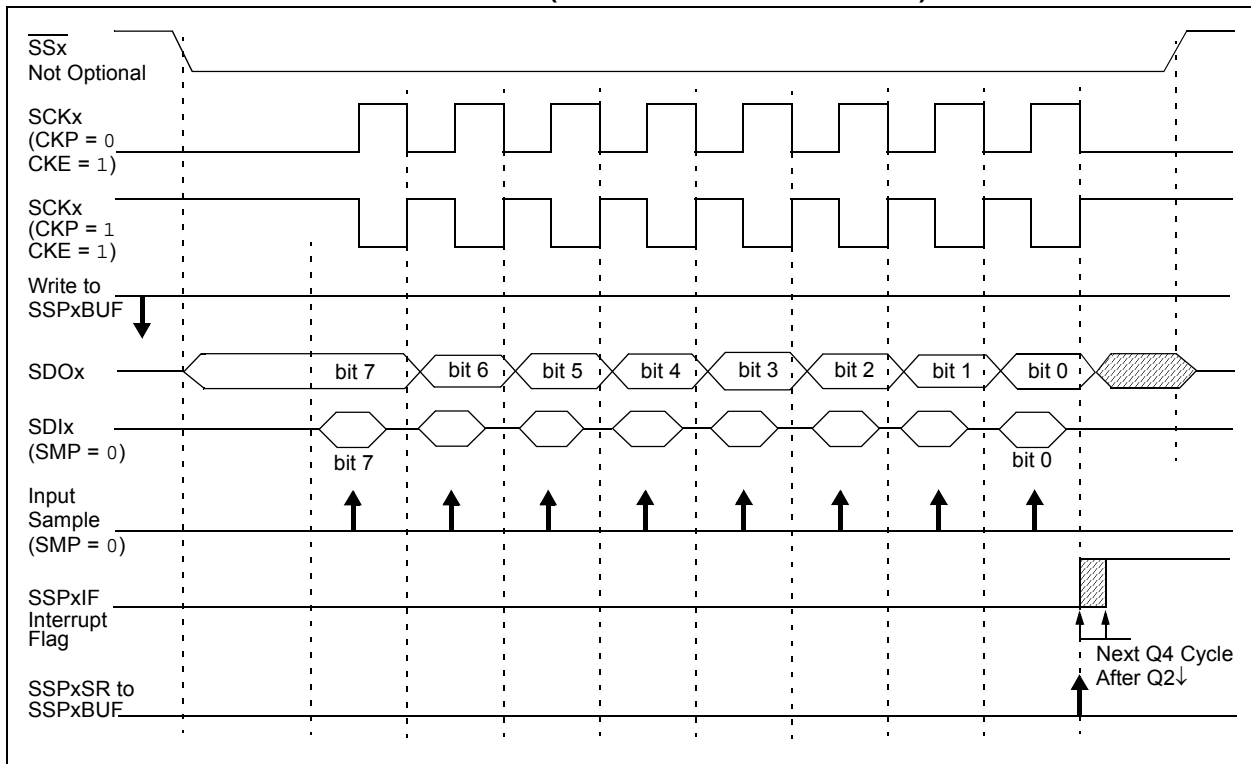 SSx
Not Optional
SCKx
(CKP = 0
CKE = 1)
SCKx
(CKP = 1
CKE = 1)
Write to
SSPxBUF
SDOx
bit 7
bit 6
bit 5
bit 4
bit 3
bit 2
bit 1
bit 0
SDIx
(SMP = 0)
bit 7
bit 0
Input
Sample
(SMP = 0)
SSPxIF
Interrupt
Flag
Next Q4 Cycle
After Q2↓
SSPxSR to
SSPxBUF